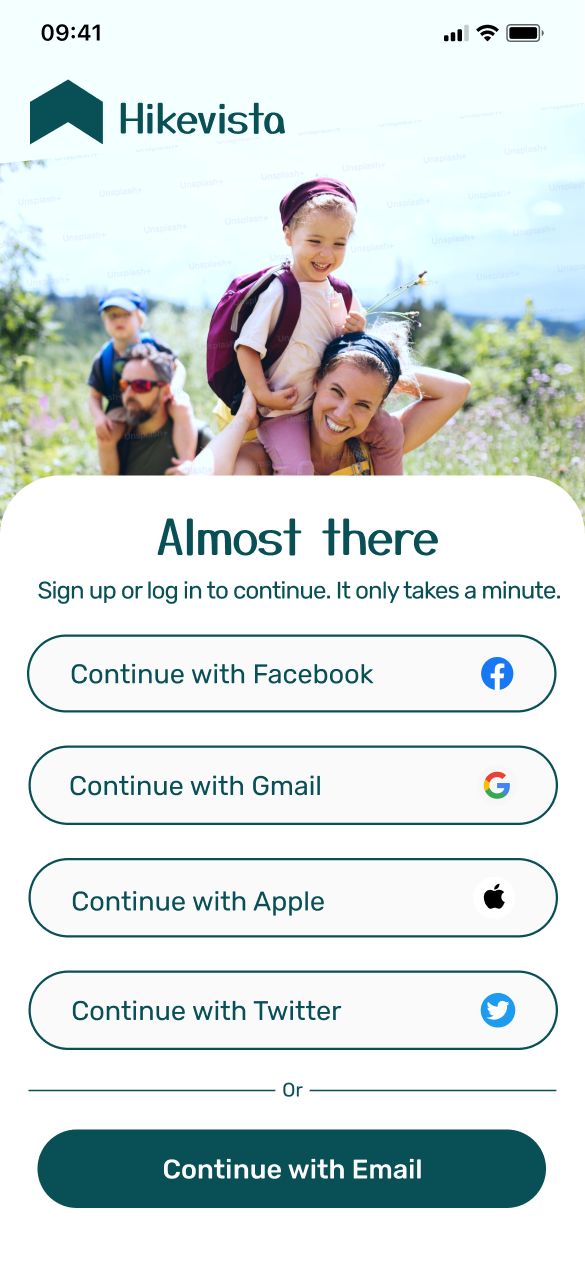 09:41
Hikevista
Unsplash+
Almost there
Sign up or log in to continue. It only takes a minute.
Continue with Facebook
Continue with Gmail
Continue with Apple
Continue with Twitter
Or
Continue with Email